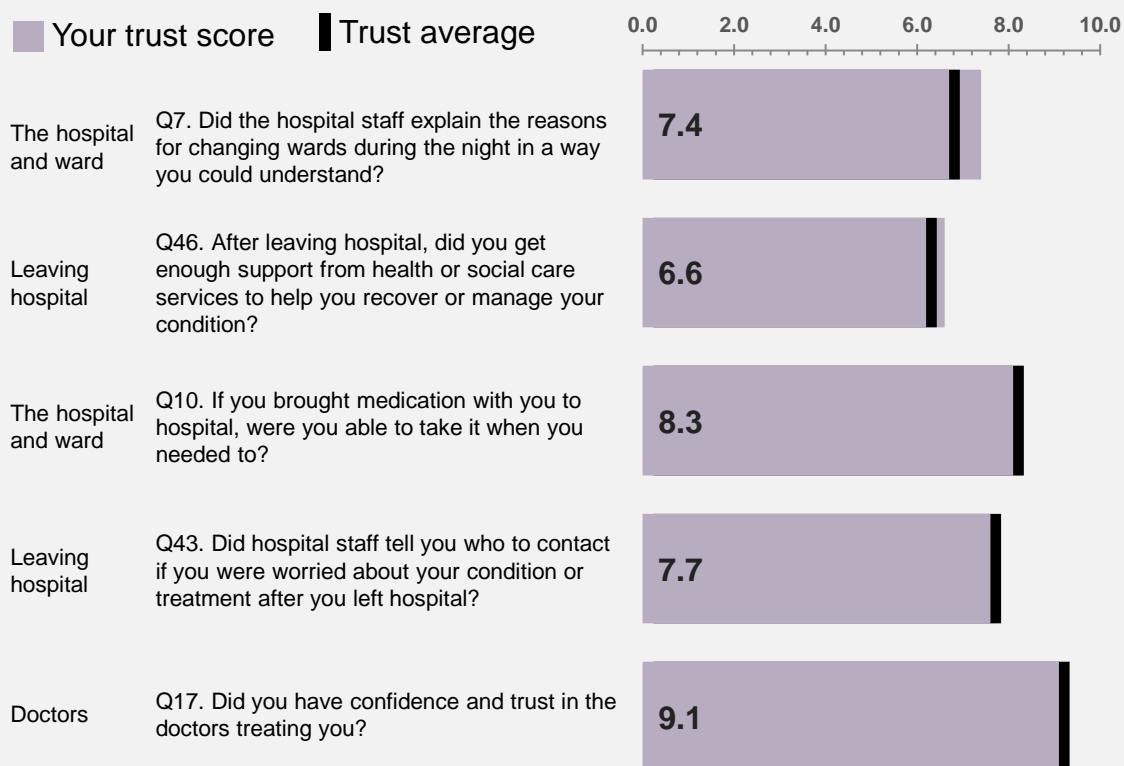 Your trust score
Trust average
0.0 2.0 4.0 6.0 8.0 10.0
The hospital
and ward
Q7. Did the hospital staff explain the reasons
for changing wards during the night in a way
you could understand?
7.4
Leaving
hospital
Q46. After leaving hospital, did you get
enough support from health or social care
services to help you recover or manage your
condition?
6.6
The hospital
and ward
Q10. If you brought medication with you to
hospital, were you able to take it when you
needed to?
8.3
Leaving
hospital
Q43. Did hospital staff tell you who to contact
if you were worried about your condition or
treatment after you left hospital?
7.7
Doctors
Q17. Did you have confidence and trust in the
doctors treating you?
9.1